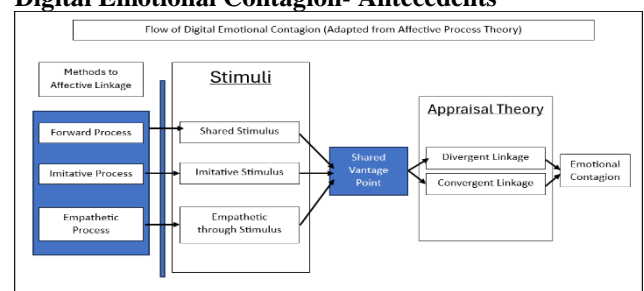 Digital Emotional Contagion- Antecedents
Flow of Digital Emotional Contagion (Adapted from Affective Process Theory)
Methods to
Affective Linkage
Forward Process
Imitative Process
Empathetic
Process
Stimuli
Shared Stimulus
Imitative Stimulus
Empathetic
through Stimulus
Shared
Vantage
Point
Appraisal Theory
Divergent Linkage
Convergent Linkage
Emotional
Contagion